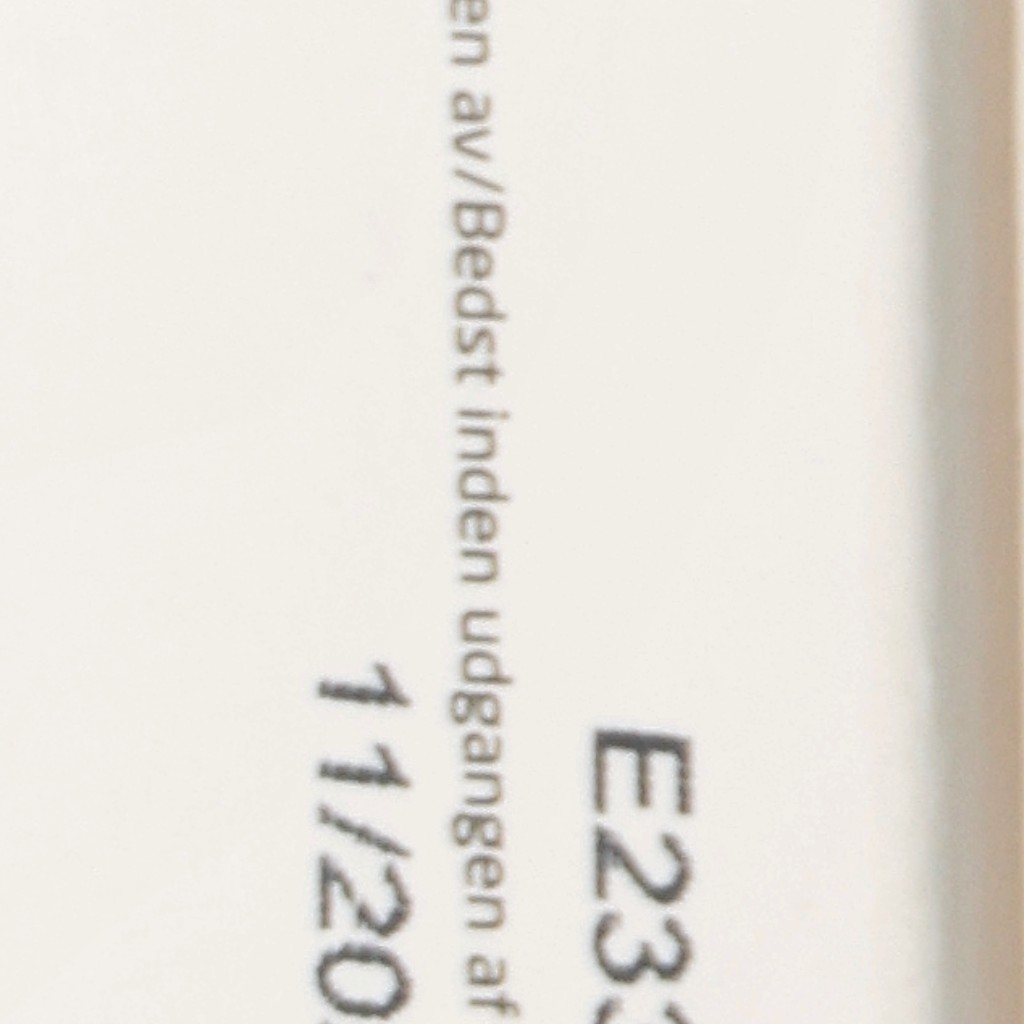 E23
en av/Bedst inden udgangen af
11/20